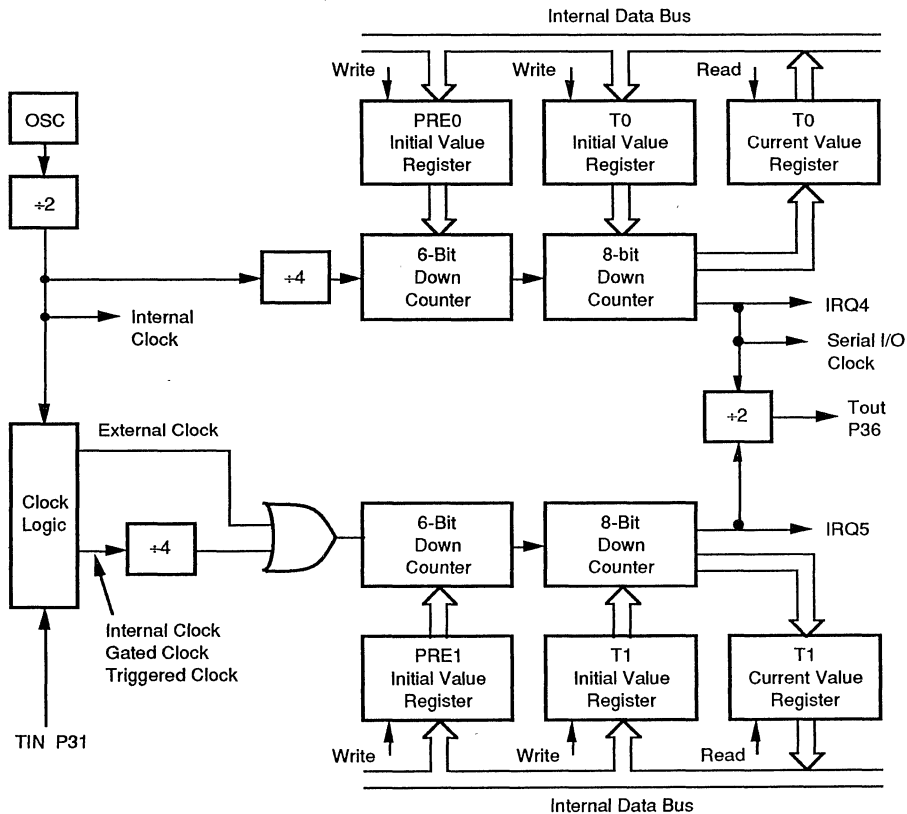 Internal Data Bus
Write
Write
Read
OSC
PRE0
Initial Value
Register
T0
Initial Value
Register
T0
Current Value
Register
÷2
÷4
6-Bit
Down
Counter
8-bit
Down
Counter
Internal
Clock
IRQ4
Serial I/O
Clock
÷2
Tout
P36
External Clock
Clock
Logic
÷4
6-Bit
Down
Counter
8-Bit
Down
Counter
IRQ5
Internal Clock
Gated Clock
Triggered Clock
PRE1
Initial Value
Register
T1
Initial Value
Register
T1
Current Value
Register
TIN P31
Write
Write
Read
Internal Data Bus